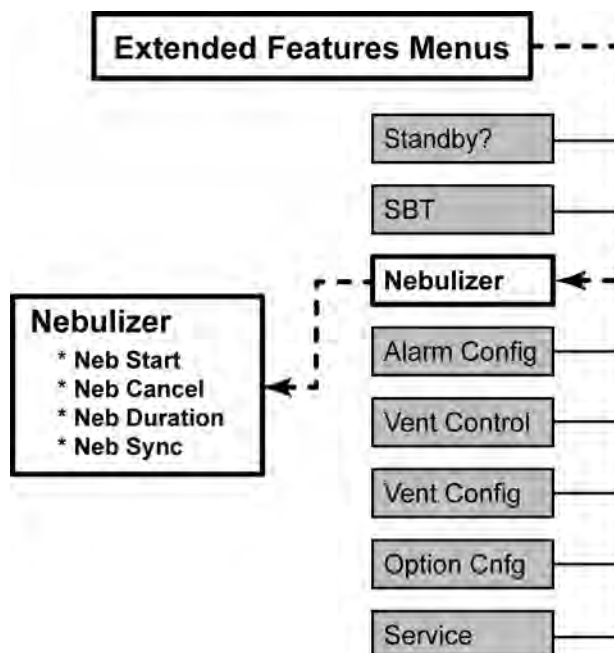 Extended Features Menus
Standby?
SBT
Nebulizer
Alarm Config
Vent Control
Vent Config
Option Cnfg
Service
Nebulizer
* Neb Start
* Neb Cancel
* Neb Duration
* Neb Sync